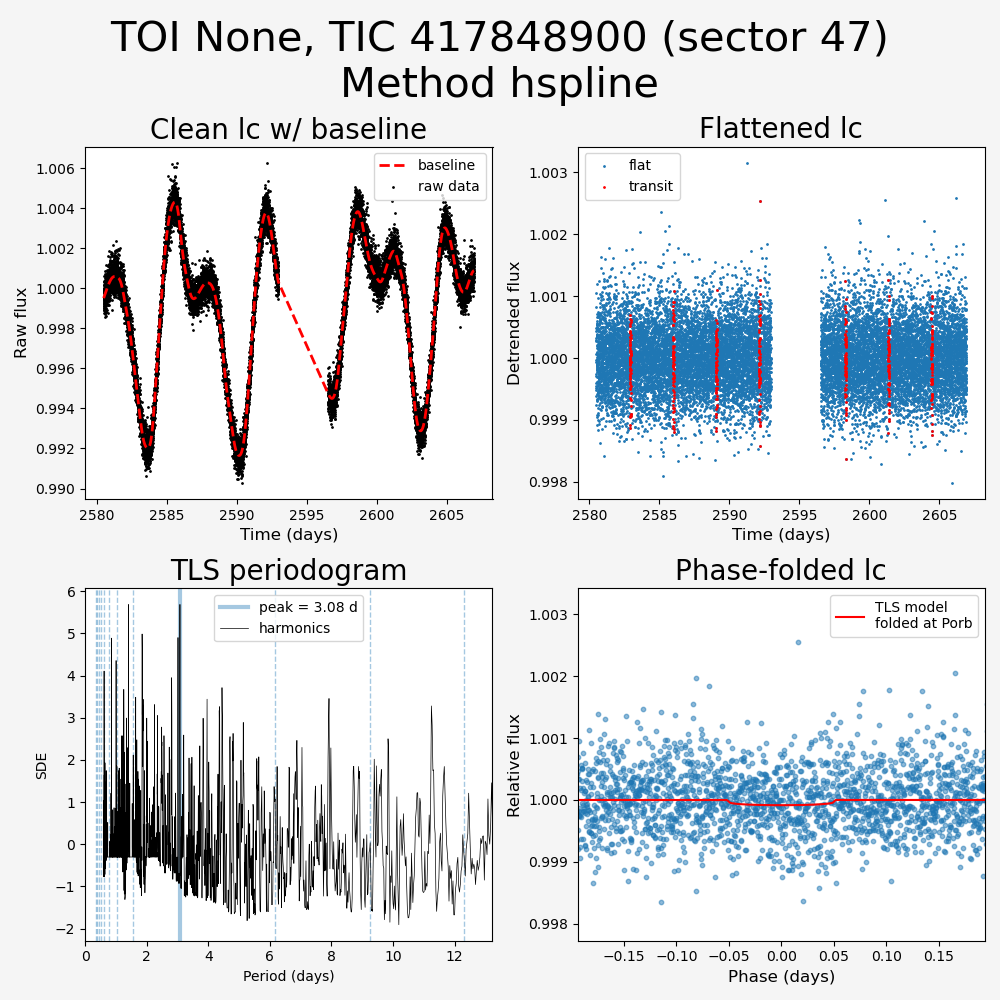 TOI None, TIC 417848900 (sector 47)
Method hspline
Clean lc w/ baseline
Flattened lc
baseline
raw data
flat
transit
1.006
1.004
1.002
1.000
0.998
0.996
0.994
0.992
0.990
Raw flux
2580 2585 2590 2595 2600 2605
Time (days)
1.003
1.002
1.001
1.000
0.999
0.998
Detrended flux
2580 2585 2590 2595 2600 2605
Time (days)
TLS periodogram
Phase-folded lc
peak = 3.08 d
harmonics
TLS model
folded at Porb
6
5
4
3
2
1
0
−1
−2
SDE
0 2 4 6 8 10 12
Period (days)
1.003
1.002
1.001
1.000
0.999
0.998
Relative flux
−0.15 −0.10 −0.05 0.00 0.05 0.10 0.15
Phase (days)